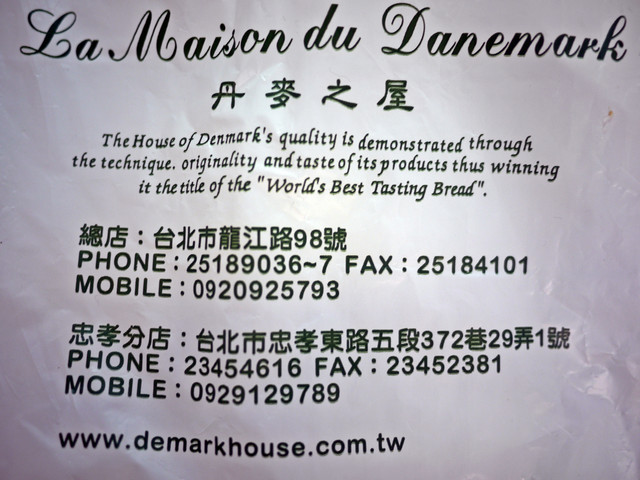 La Maison du Danemark
丹麥之屋
The House of Denmark's quality is demonstrated through
the technique. originality and taste of its products thus winning
it the title of the "World's Best Tasting Bread".
總店：台北市龍江路98號
PHONE：25189036~7 FAX：25184101
MOBILE：0920925793
忠孝分店：台北市忠孝東路五段372巷29弄1號
PHONE：23454616 FAX：23452381
MOBILE：0929129789
www.demarkhouse.com.tw